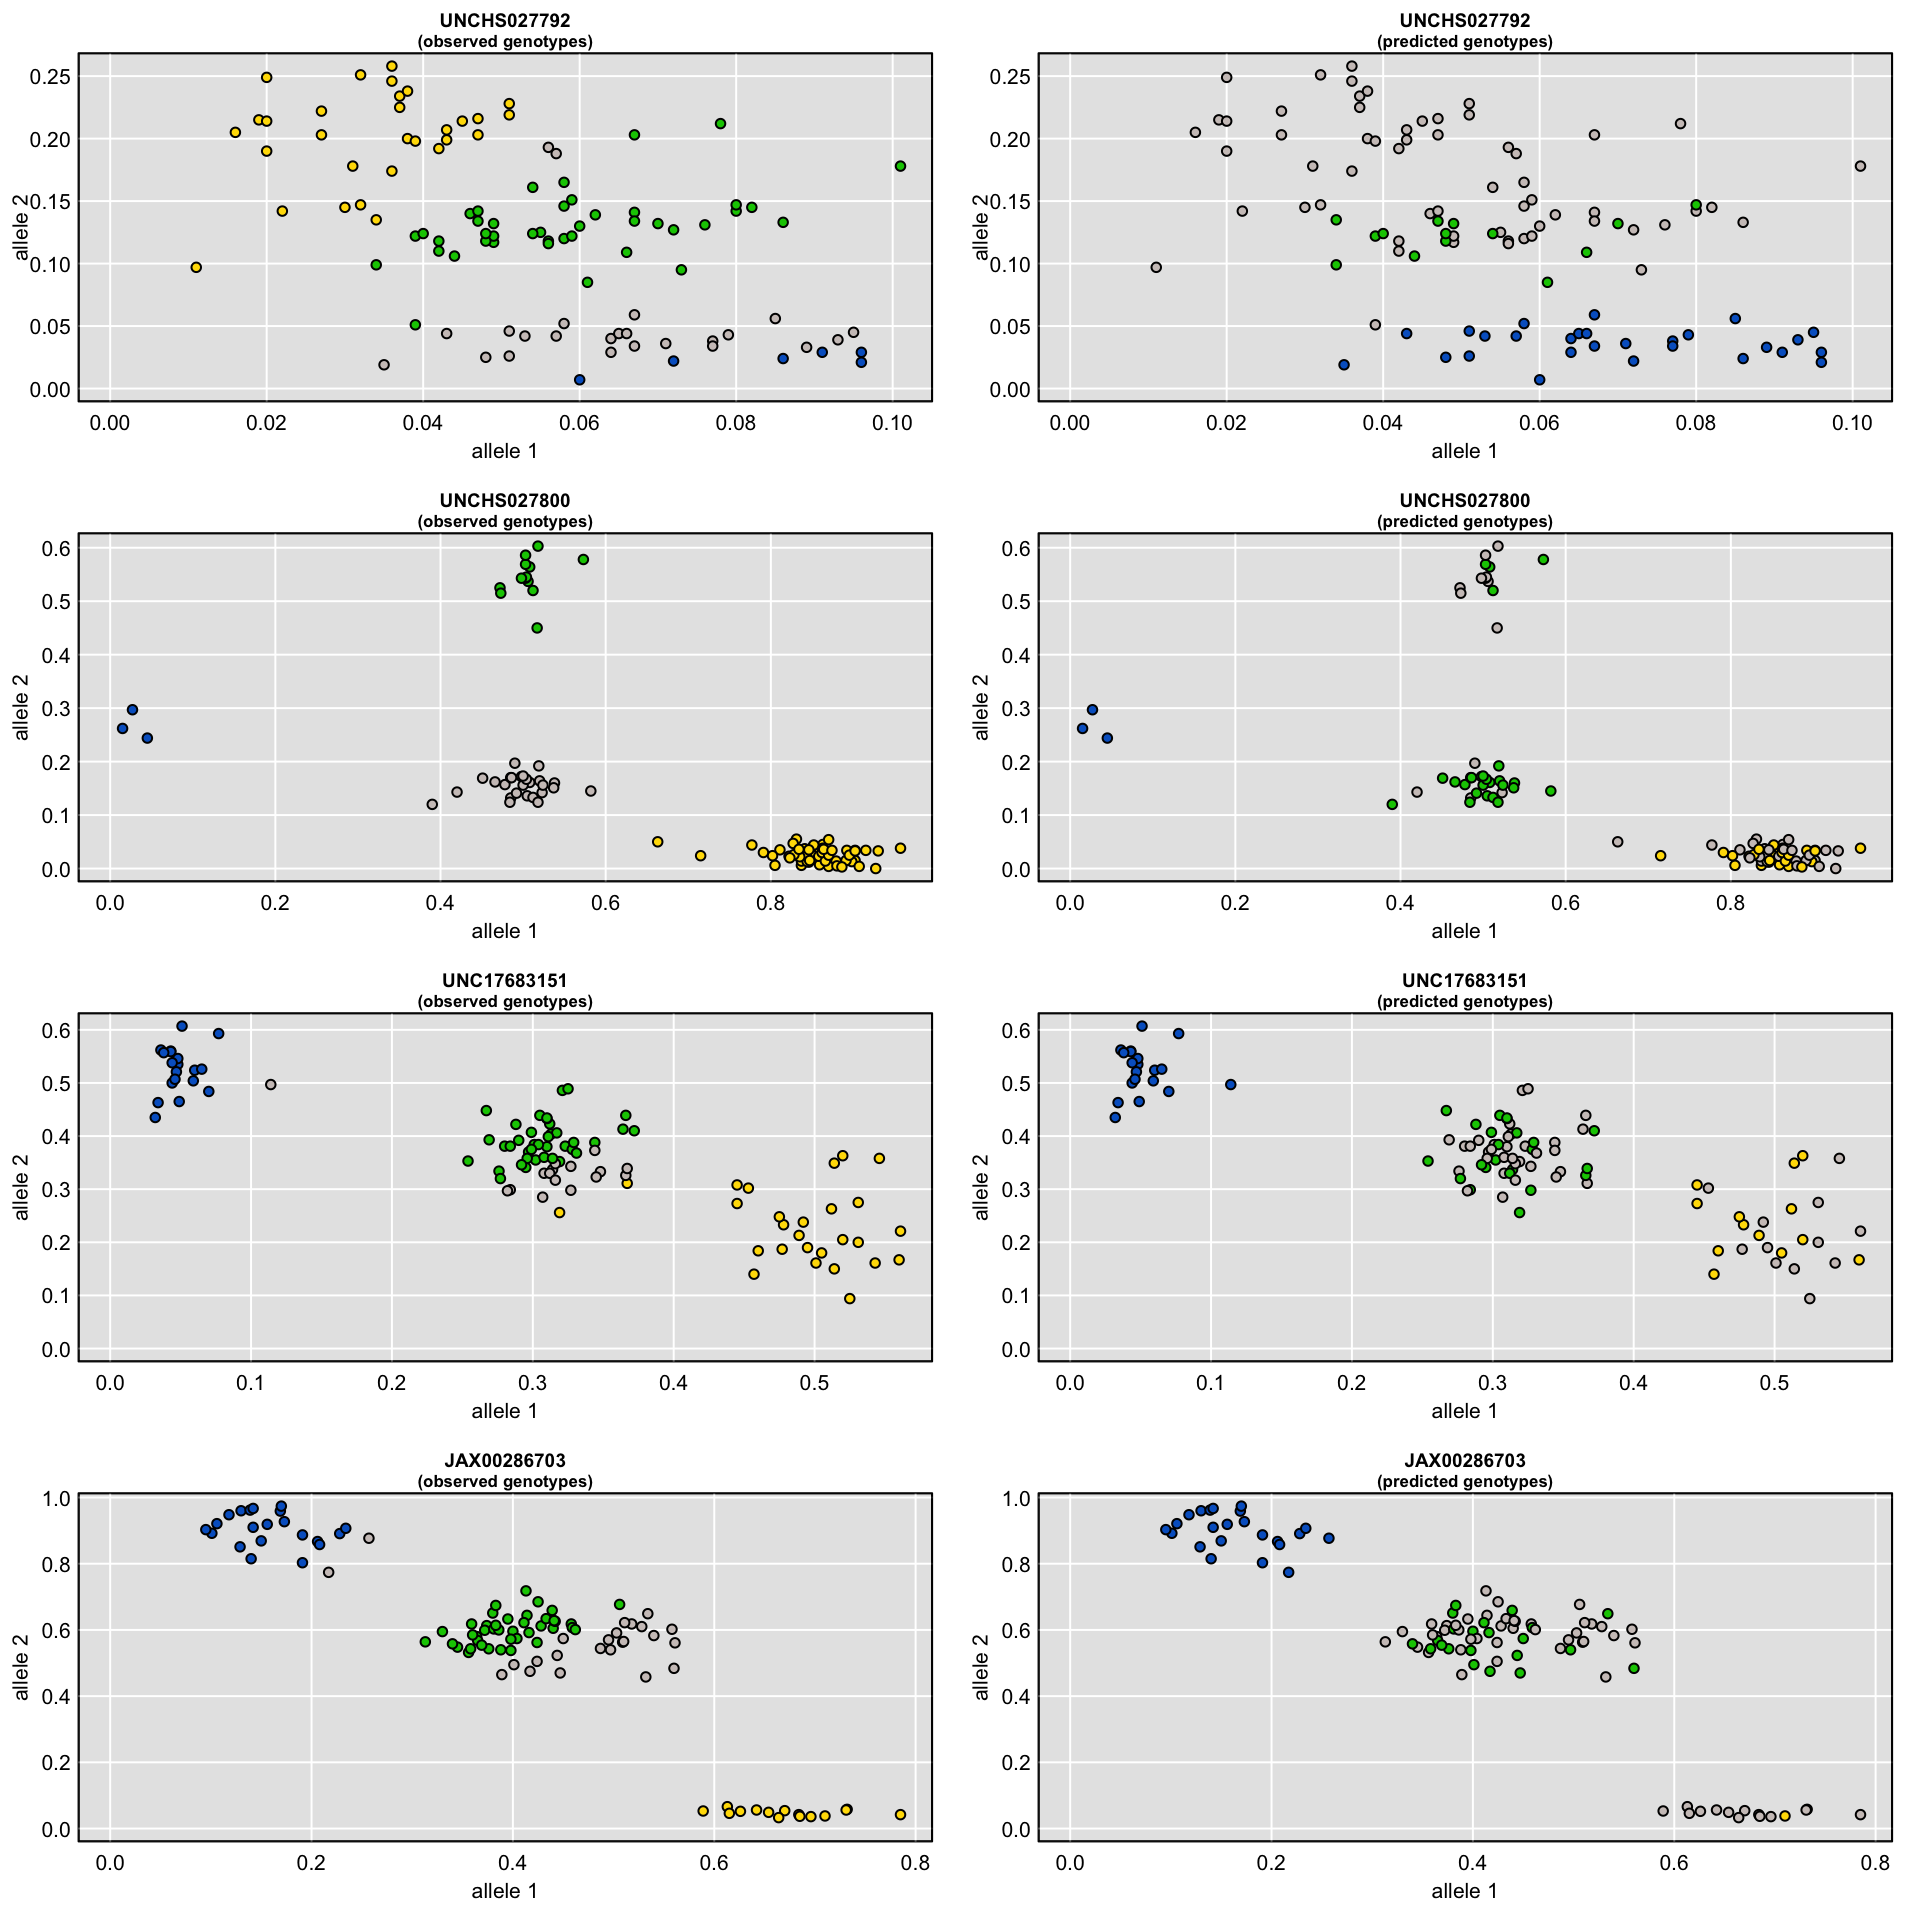 UNCHS027792
(observed genotypes)
allele 2
0.25
0.20
0.15
0.10
0.05
0.00
0.00 0.02 0.04 0.06 0.08 0.10
allele 1
UNCHS027792
(predicted genotypes)
allele 2
0.25
0.20
0.15
0.10
0.05
0.00
0.00 0.02 0.04 0.06 0.08 0.10
allele 1
UNCHS027800
(observed genotypes)
allele 2
0.6
0.5
0.4
0.3
0.2
0.1
0.0
0.0 0.2 0.4 0.6 0.8
allele 1
UNCHS027800
(predicted genotypes)
allele 2
0.6
0.5
0.4
0.3
0.2
0.1
0.0
0.0 0.2 0.4 0.6 0.8
allele 1
UNC17683151
(observed genotypes)
allele 2
0.6
0.5
0.4
0.3
0.2
0.1
0.0
0.0 0.1 0.2 0.3 0.4 0.5
allele 1
UNC17683151
(predicted genotypes)
allele 2
0.6
0.5
0.4
0.3
0.2
0.1
0.0
0.0 0.1 0.2 0.3 0.4 0.5
allele 1
JAX00286703
(observed genotypes)
allele 2
1.0
0.8
0.6
0.4
0.2
0.0
0.0 0.2 0.4 0.6 0.8
allele 1
JAX00286703
(predicted genotypes)
allele 2
1.0
0.8
0.6
0.4
0.2
0.0
0.0 0.2 0.4 0.6 0.8
allele 1